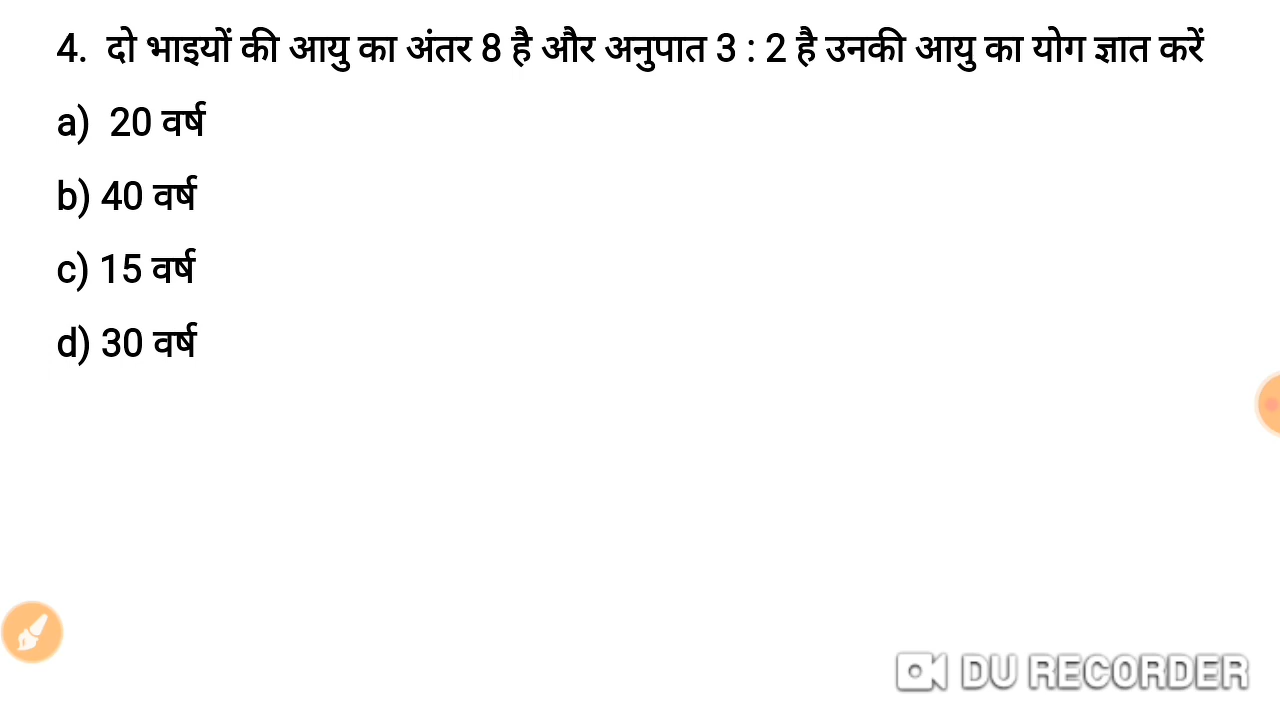 4. दो भाइयों की आयु का अंतर 8 है और अनुपात 3 : 2 है उनकी आयु का योग ज्ञात करें
a) 20 वर्ष
b) 40 वर्ष
c) 15 वर्ष
d) 30 वर्ष
DU RECORDER